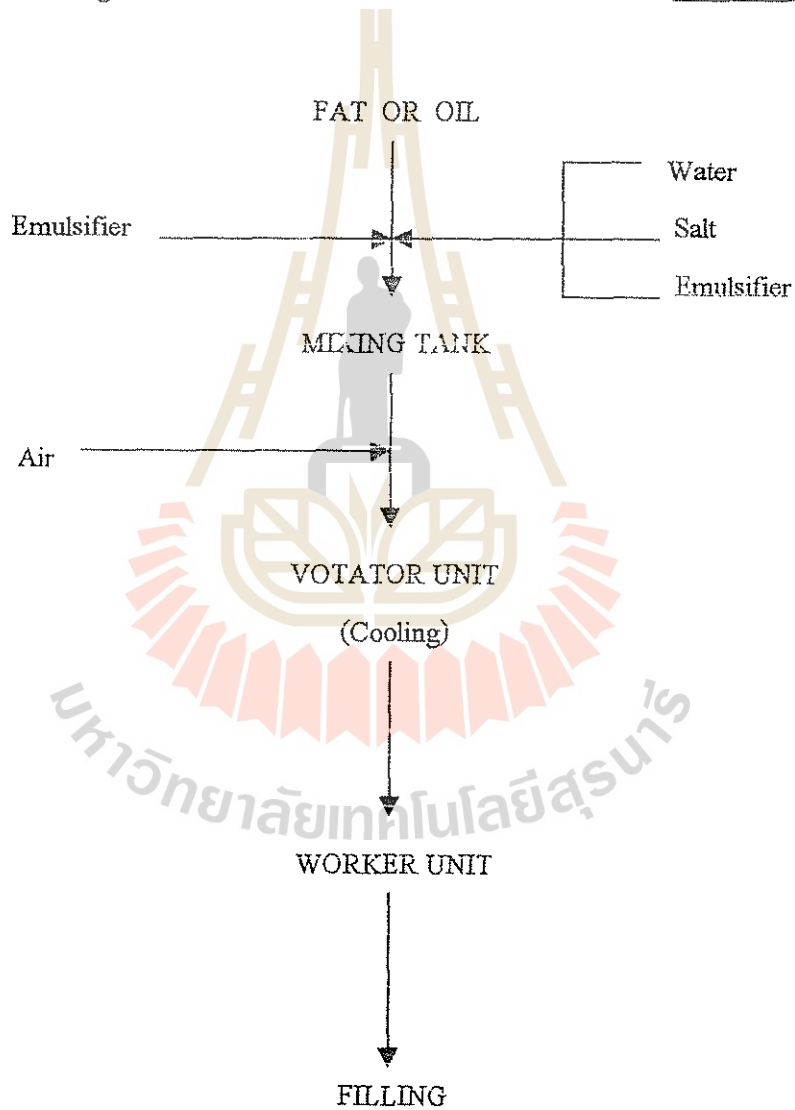 FAT OR OIL
Water
Emulsifier
Salt
Emulsifier
MIXING TANK
Air
VOTATOR UNIT
(Cooling)
มหาวิทยาลัยเทคโนโลยีสุรนารี
WORKER UNIT
FILLING